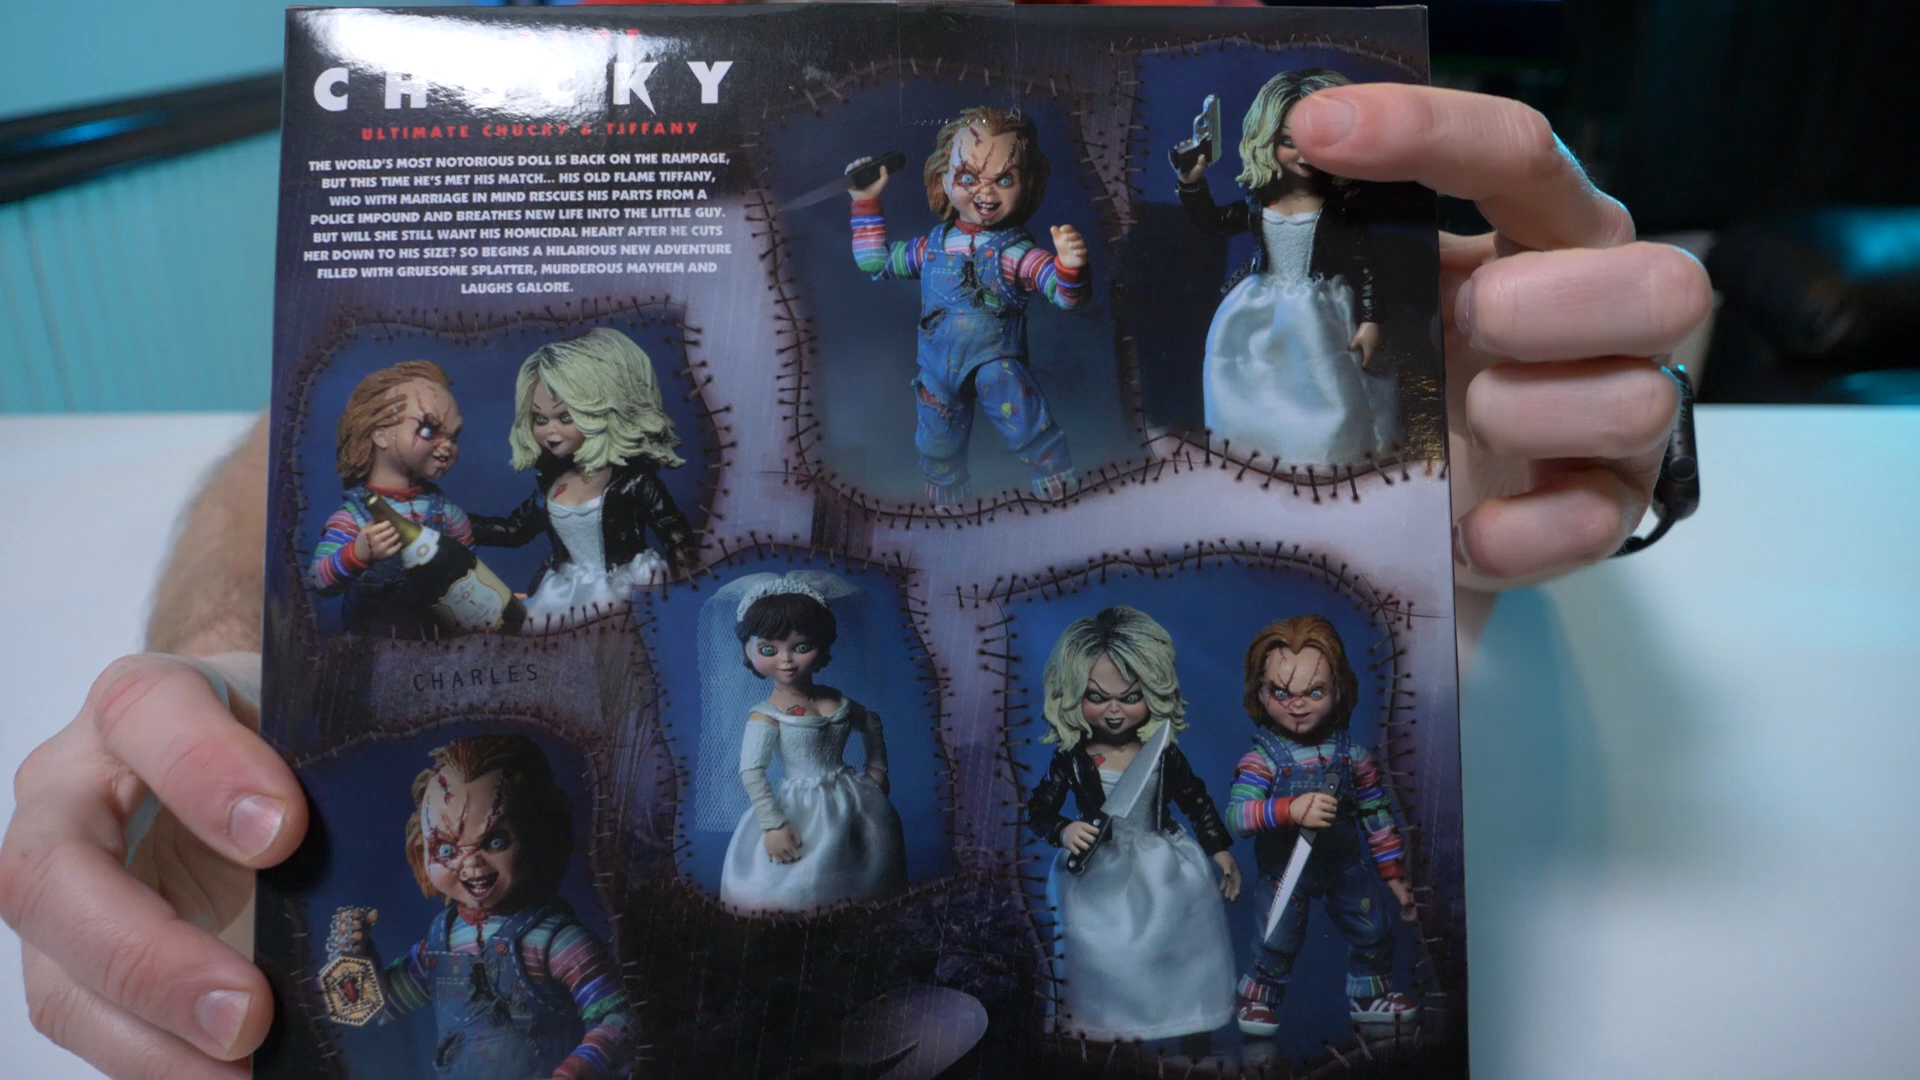 CHUCKY
ULTIMATE CHUCKY & TIFFANY
THE WORLD'S MOST NOTORIOUS DOLL IS BACK ON THE RAMPAGE,
BUT THIS TIME HE'S MET HIS MATCH... HIS OLD FLAME TIFFANY,
WHO WITH MARRIAGE IN MIND RESCUES HIS PARTS FROM A
POLICE IMPOUND AND BREATHES NEW LIFE INTO THE LITTLE GUY.
BUT WILL SHE STILL WANT HIS HOMICIDAL HEART AFTER HE CUTS
HER DOWN TO HIS SIZE? SO BEGINS A HILARIOUS NEW ADVENTURE
FILLED WITH GRUESOME SPLATTER, MURDEROUS MAYHEM AND
LAUGHS GALORE.
CHARLES